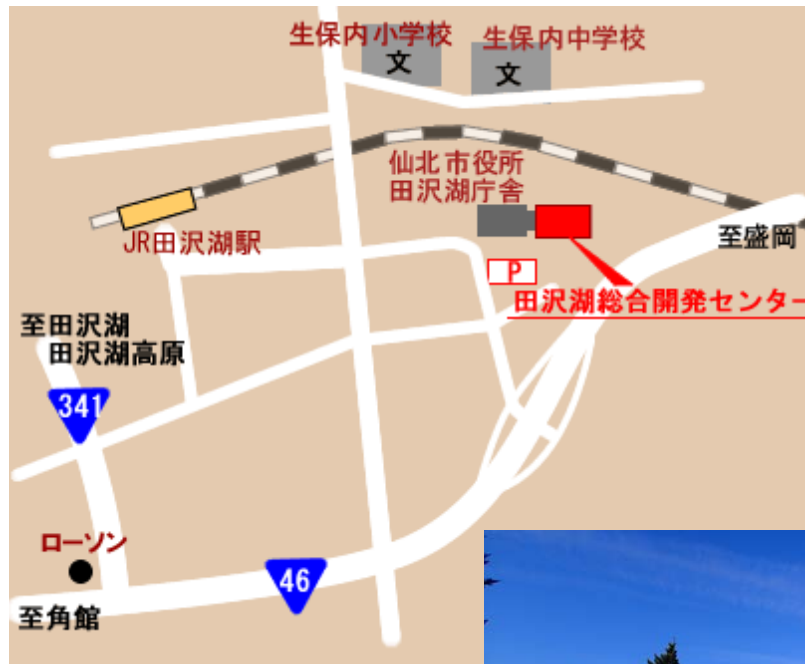 生保内小学校
文
生保内中学校
文
仙北市役所
田沢湖庁舎
JR田沢湖駅
至盛岡
P
田沢湖総合開発センター
至田沢湖
田沢湖高原
341
ローソン
46
至角館